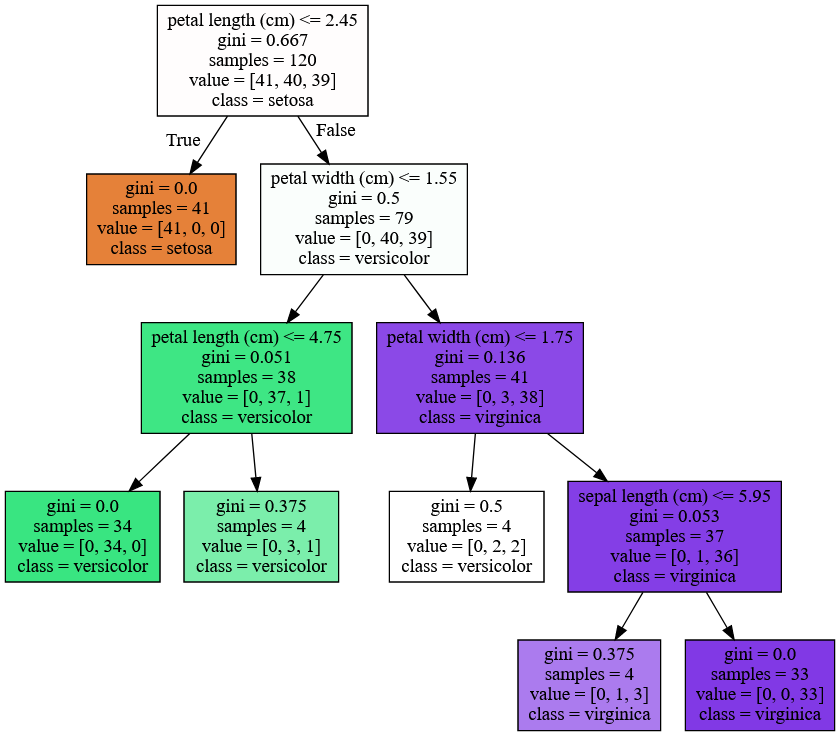 petal length (cm) <= 2.45
gini = 0.667
samples = 120
value = [41, 40, 39]
class = setosa
True
False
gini = 0.0
samples = 41
value = [41, 0, 0]
class = setosa
petal width (cm) <= 1.55
gini = 0.5
samples = 79
value = [0, 40, 39]
class = versicolor
petal length (cm) <= 4.75
gini = 0.051
samples = 38
value = [0, 37, 1]
class = versicolor
petal width (cm) <= 1.75
gini = 0.136
samples = 41
value = [0, 3, 38]
class = virginica
gini = 0.0
samples = 34
value = [0, 34, 0]
class = versicolor
gini = 0.375
samples = 4
value = [0, 3, 1]
class = versicolor
gini = 0.5
samples = 4
value = [0, 2, 2]
class = versicolor
sepal length (cm) <= 5.95
gini = 0.053
samples = 37
value = [0, 1, 36]
class = virginica
gini = 0.375
samples = 4
value = [0, 1, 3]
class = virginica
gini = 0.0
samples = 33
value = [0, 0, 33]
class = virginica